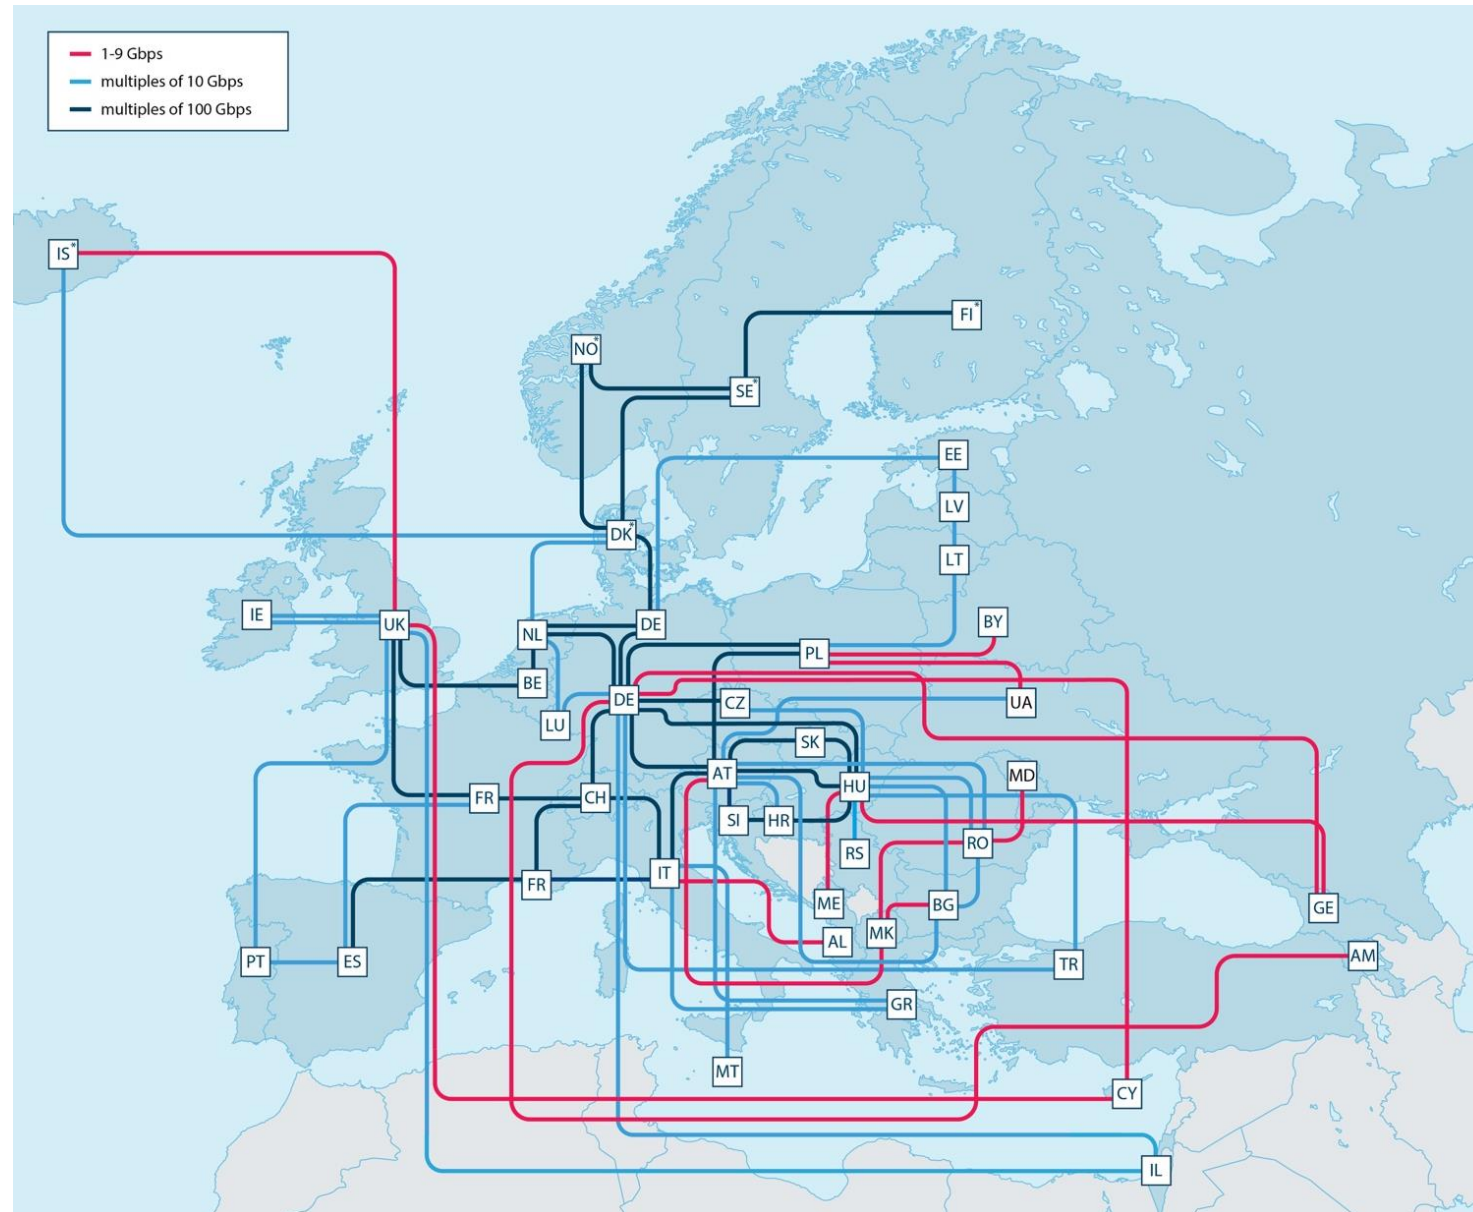 1-9 Gbps
multiples of 10 Gbps
multiples of 100 Gbps
IS*
FI*
NO*
SE*
EE
LV
DK*
LT
IE
UK
NL
DE
BY
PL
BE
DE
CZ
UA
LU
SK
AT
HU
MD
FR
CH
SI
HR
RS
RO
IT
FR
ME
BG
GE
MK
AL
PT
ES
TR
AM
GR
MT
CY
IL